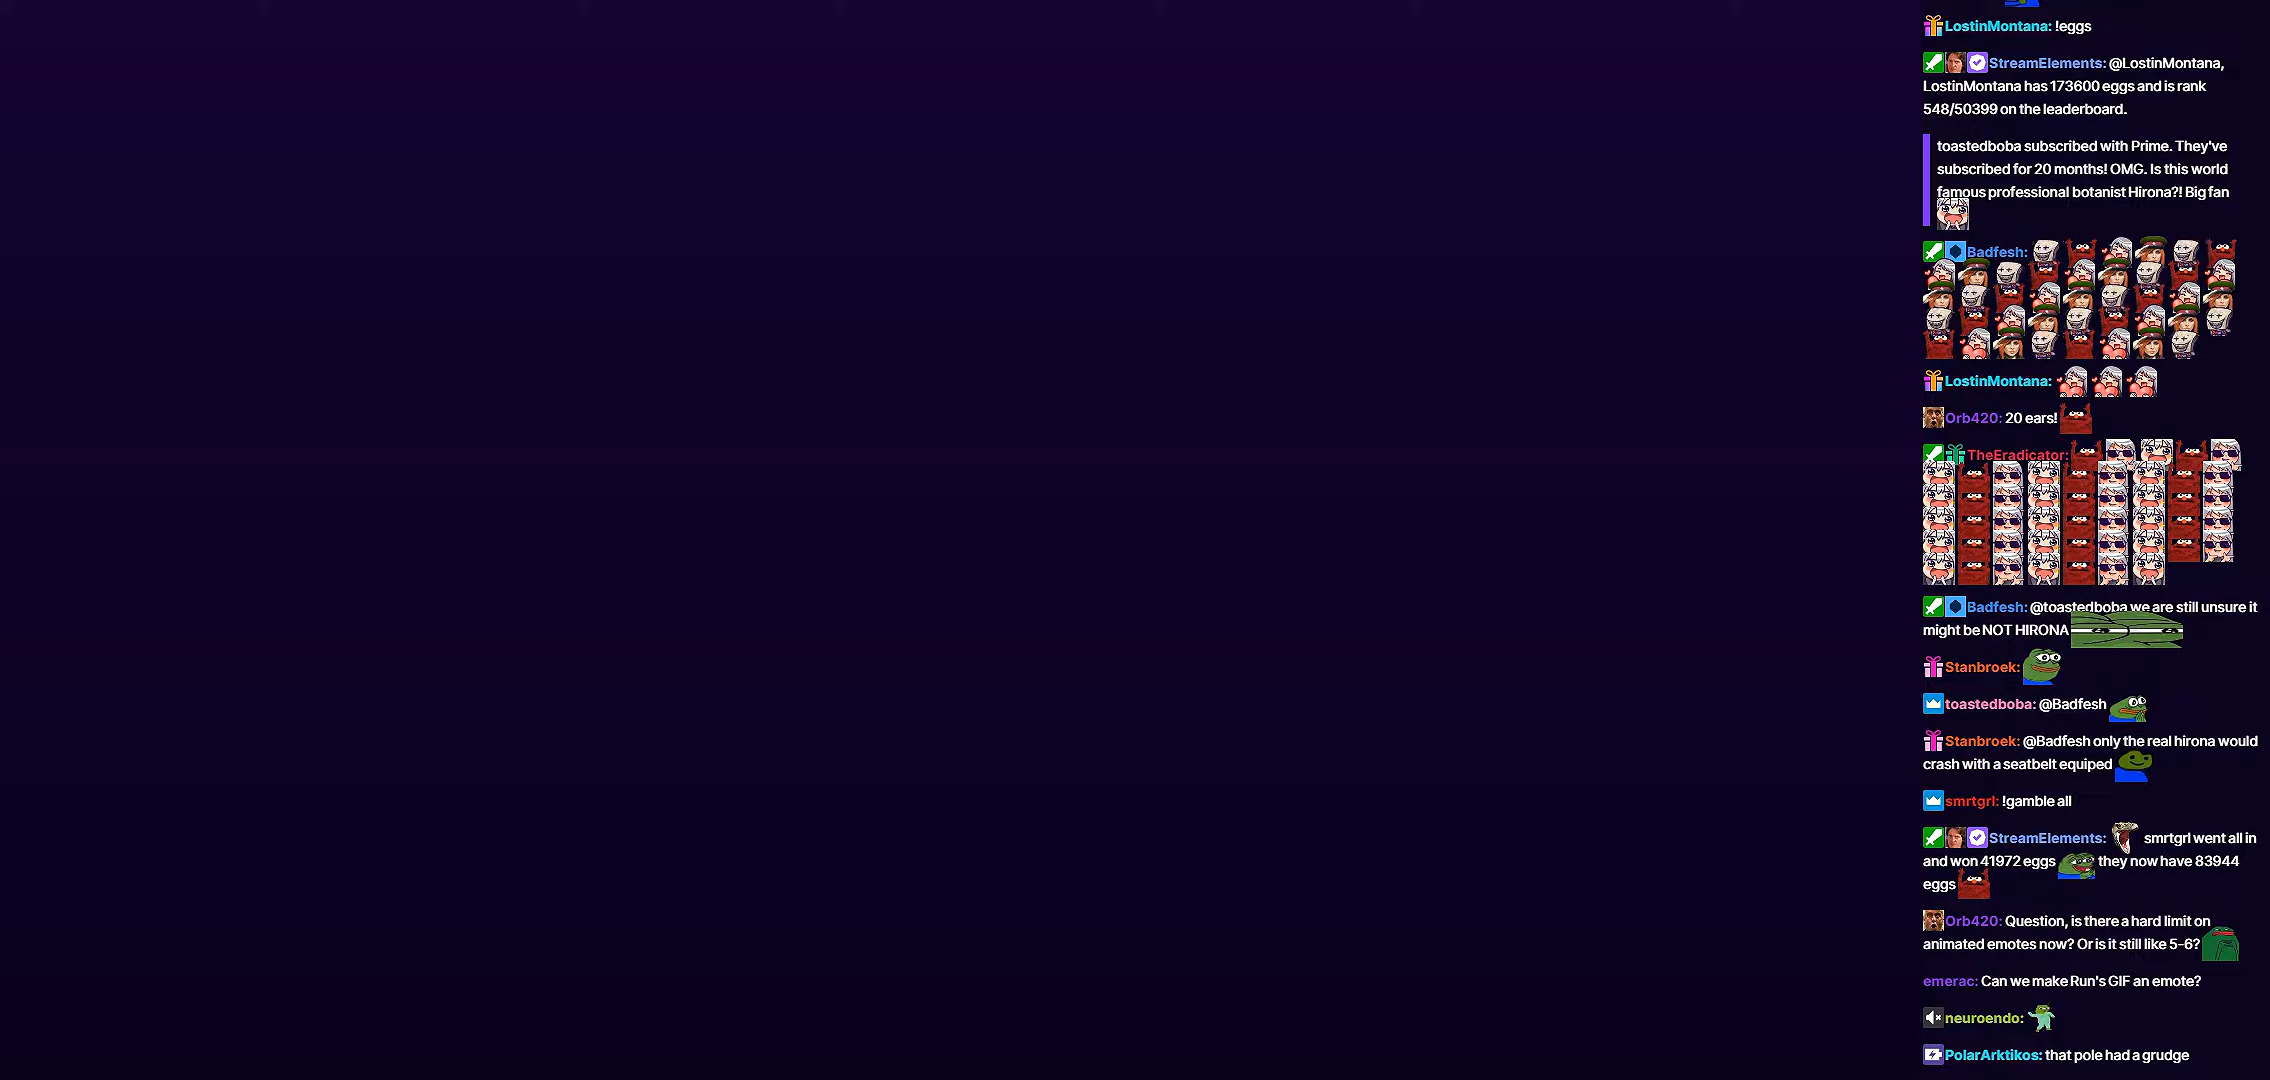 LostinMontana: !eggs
StreamElements: @LostinMontana,
LostinMontana has 173600 eggs and is rank
548/50399 on the leaderboard.
toastedboba subscribed with Prime. They've
subscribed for 20 months! OMG. Is this world
famous professional botanist Hirona?! Big fan
Badfesh:
LostinMontana:
Orb420: 20 ears!
TheEradicator:
Badfesh: @toastedboba we are still unsure it
might be NOT HIRONA
Stanbroek:
toastedboba: @Badfesh
Stanbroek: @Badfesh only the real hirona would
crash with a seatbelt equiped
smrtgrl: !gamble all
StreamElements: smrtgrl went all in
and won 41972 eggs they now have 83944
eggs
Orb420: Question, is there a hard limit on
animated emotes now? Or is it still like 5-6?
emerac: Can we make Run's GIF an emote?
neuroendo:
PolarArktikos: that pole had a grudge